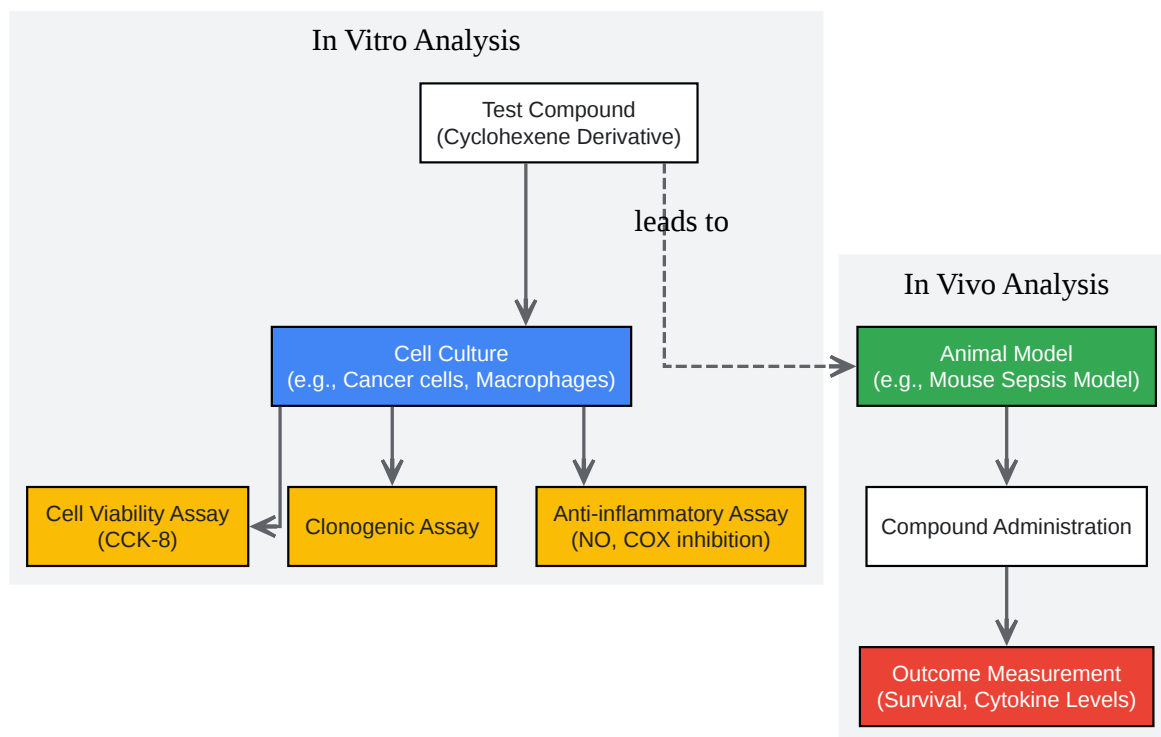 In Vitro Analysis
Test Compound
(Cyclohexene Derivative)
leads to
In Vivo Analysis
Cell Culture
(e.g., Cancer cells, Macrophages)
Animal Model
(e.g., Mouse Sepsis Model)
Cell Viability Assay
(CCK-8)
Clonogenic Assay
Anti-inflammatory Assay
(NO, COX inhibition)
Compound Administration
Outcome Measurement
(Survival, Cytokine Levels)